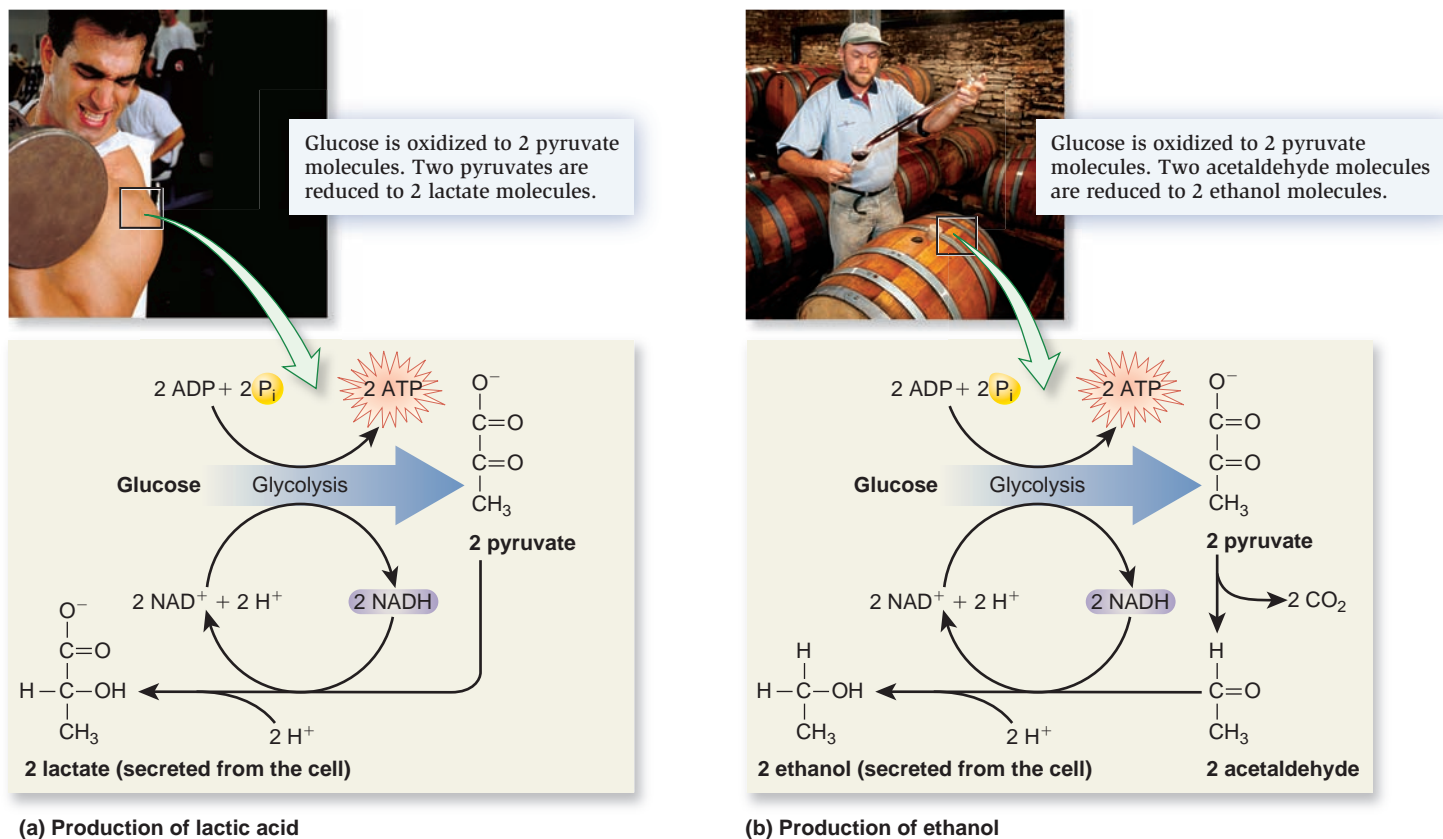 Glucose is oxidized to 2 pyruvate
molecules. Two pyruvates are
reduced to 2 lactate molecules.
2 ADP + 2 Pi
2 ATP
O⁻
C=O
C=O
CH₃
Glucose
Glycolysis
2 pyruvate
2 NAD⁺ + 2 H⁺
2 NADH
O⁻
C=O
H–C–OH
CH₃
2 H⁺
2 lactate (secreted from the cell)
(a) Production of lactic acid
Glucose is oxidized to 2 pyruvate
molecules. Two acetaldehyde molecules
are reduced to 2 ethanol molecules.
2 ADP + 2 Pi
2 ATP
O⁻
C=O
C=O
CH₃
Glucose
Glycolysis
2 pyruvate
2 NAD⁺ + 2 H⁺
2 NADH
2 CO₂
H
H–C–OH
CH₃
2 H⁺
H
C=O
CH₃
2 ethanol (secreted from the cell)
2 acetaldehyde
(b) Production of ethanol